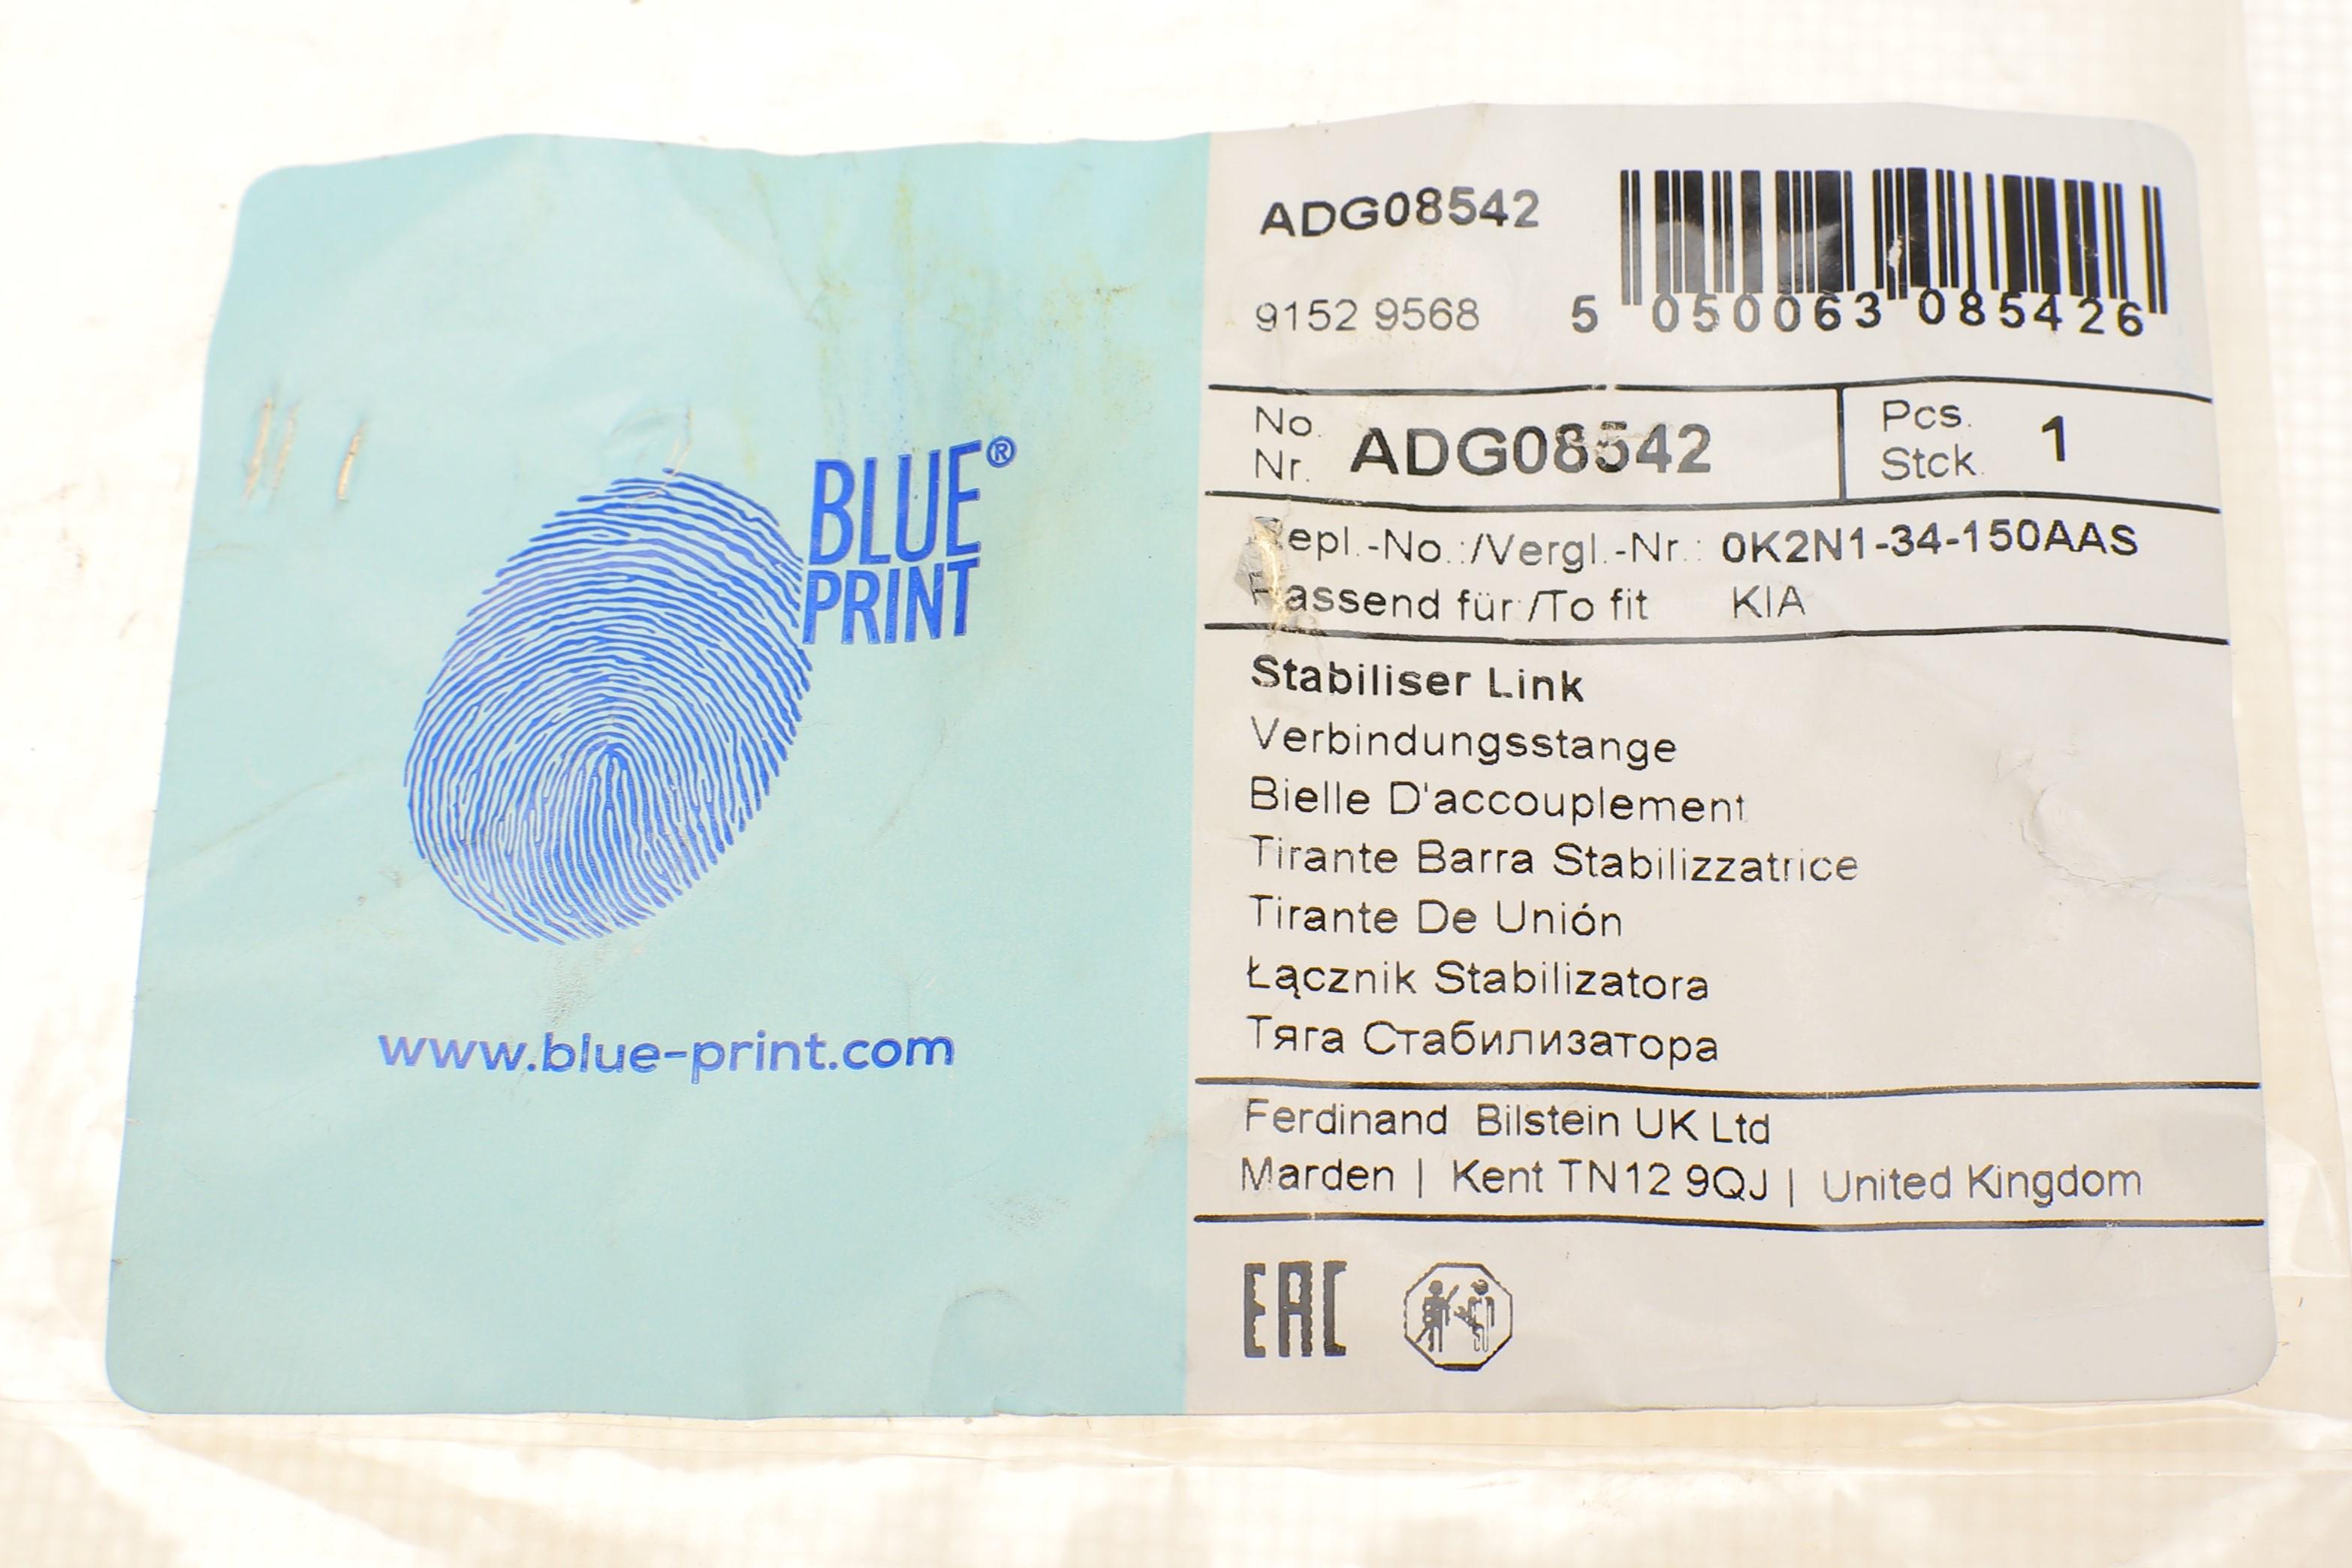 BLUE®
PRINT
www.blue-print.com
ADG08542
9152 9568
5 050063 085426
No.
Nr. ADG08542
Pcs.
Stck. 1
Repl.-No.:/Vergl.-Nr.: 0K2N1-34-150AAS
Passend für:/To fit KIA
Stabiliser Link
Verbindungsstange
Bielle D'accouplement
Tirante Barra Stabilizzatrice
Tirante De Unión
Łącznik Stabilizatora
Тяга Стабилизатора
Ferdinand Bilstein UK Ltd
Marden | Kent TN12 9QJ | United Kingdom
EAC